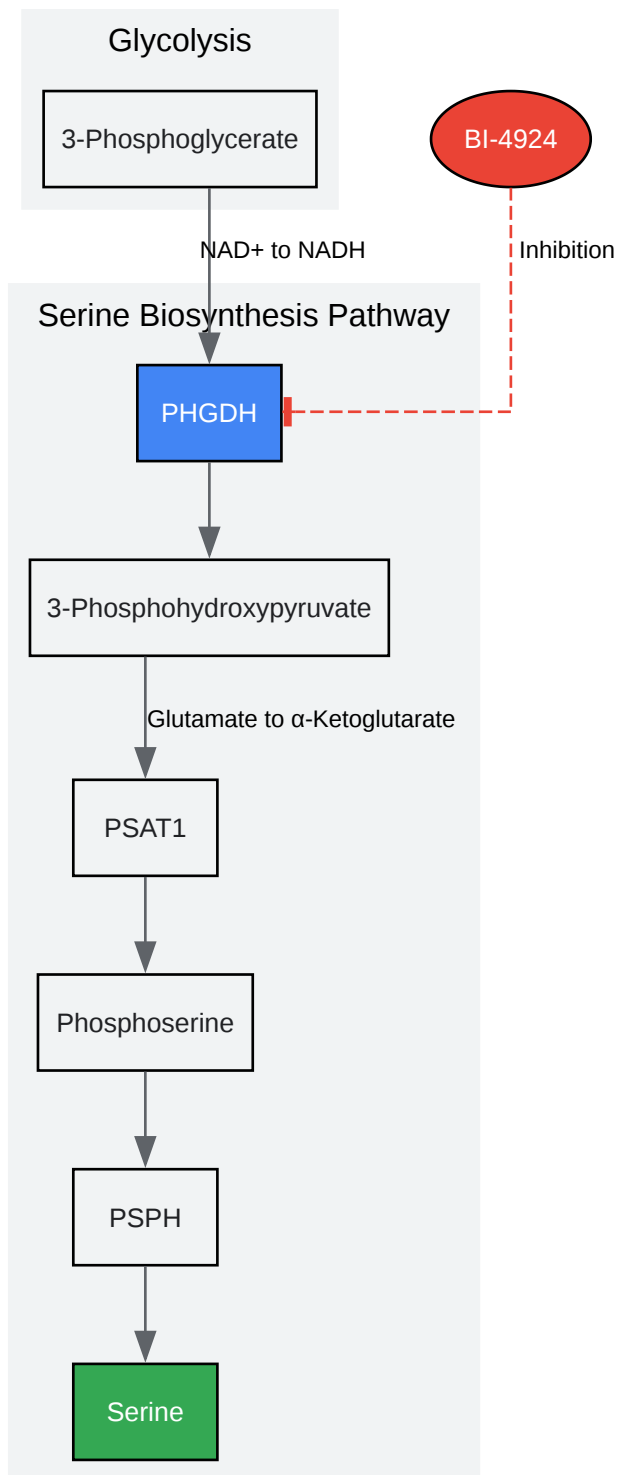 Glycolysis
3-Phosphoglycerate
BI-4924
NAD+ to NADH
Inhibition
Serine Biosynthesis Pathway
PHGDH
3-Phosphohydroxypyruvate
Glutamate to α-Ketoglutarate
PSAT1
Phosphoserine
PSPH
Serine